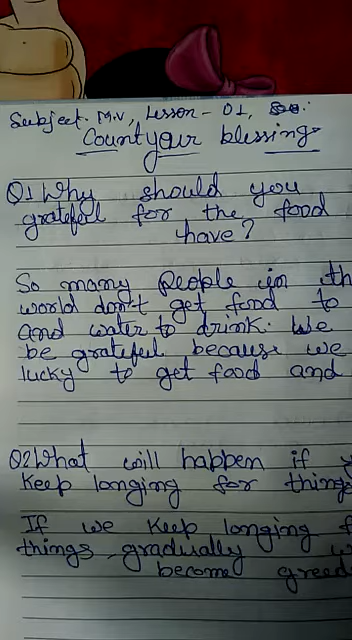 Subject. M.V, Lesson - 01,
Count your blessings
Q1 Why should you
grateful for the food
have?
So many people in th
world don't get food to
and water to drink. We
be grateful because we
lucky to get food and
Q2 What will happen if y
keep longing for things
If we keep longing f
things, gradually w
become greed